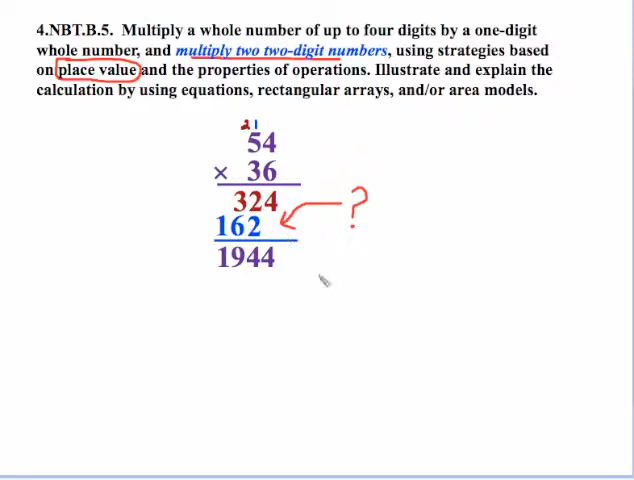 4.NBT.B.5. Multiply a whole number of up to four digits by a one-digit
whole number, and multiply two two-digit numbers, using strategies based
on place value and the properties of operations. Illustrate and explain the
calculation by using equations, rectangular arrays, and/or area models.
21
54
× 36
324
?
162
1944